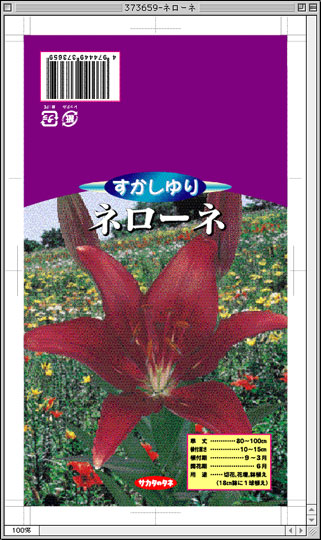 373659-ネローネ
4 974449 373659
プラ
紙
すかしゆり
ネローネ
草　丈 …………… 80～100cm
植付深さ …………… 10～15cm
植付期 …………… 9～3月
開花期 …………… 6月
用　途 ……切花,花壇,鉢植え
(18cm鉢に1球植え)
サカタのタネ
100%